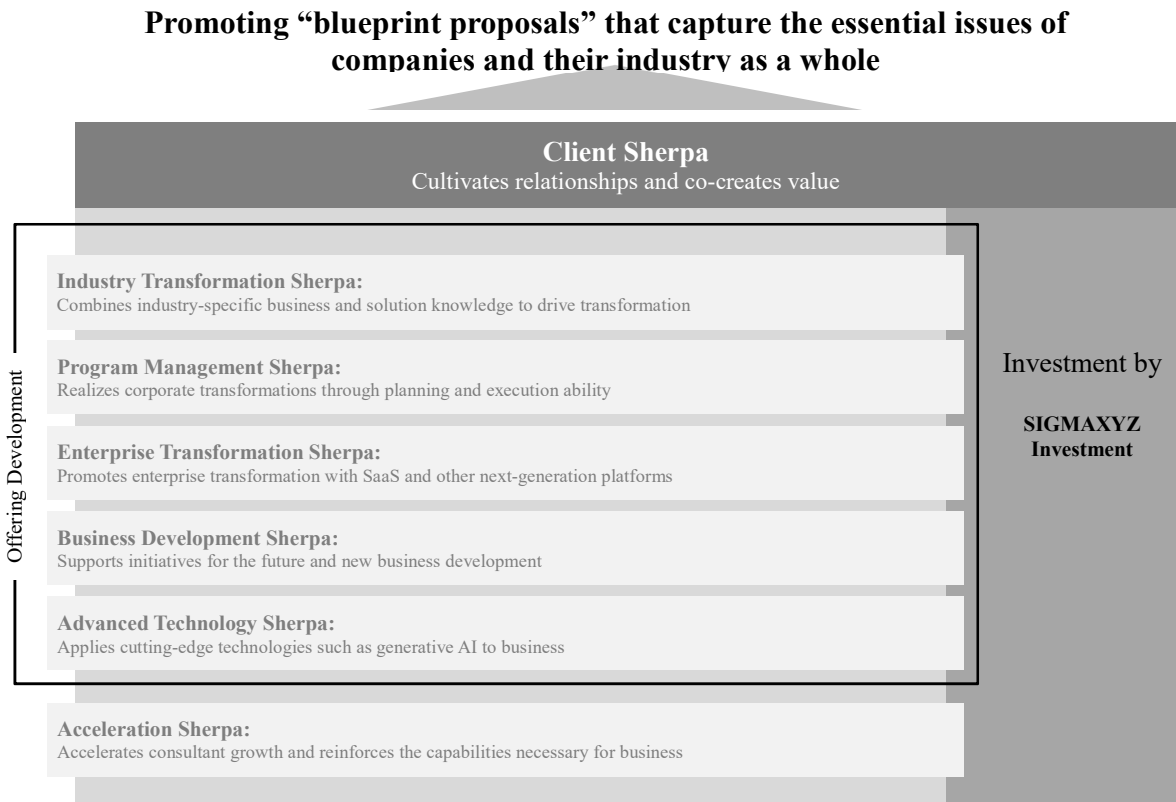 Promoting “blueprint proposals” that capture the essential issues of
companies and their industry as a whole
Client Sherpa
Cultivates relationships and co-creates value
Offering Development
Industry Transformation Sherpa:
Combines industry-specific business and solution knowledge to drive transformation
Program Management Sherpa:
Realizes corporate transformations through planning and execution ability
Enterprise Transformation Sherpa:
Promotes enterprise transformation with SaaS and other next-generation platforms
Business Development Sherpa:
Supports initiatives for the future and new business development
Advanced Technology Sherpa:
Applies cutting-edge technologies such as generative AI to business
Acceleration Sherpa:
Accelerates consultant growth and reinforces the capabilities necessary for business
Investment by
SIGMAXYZ
Investment